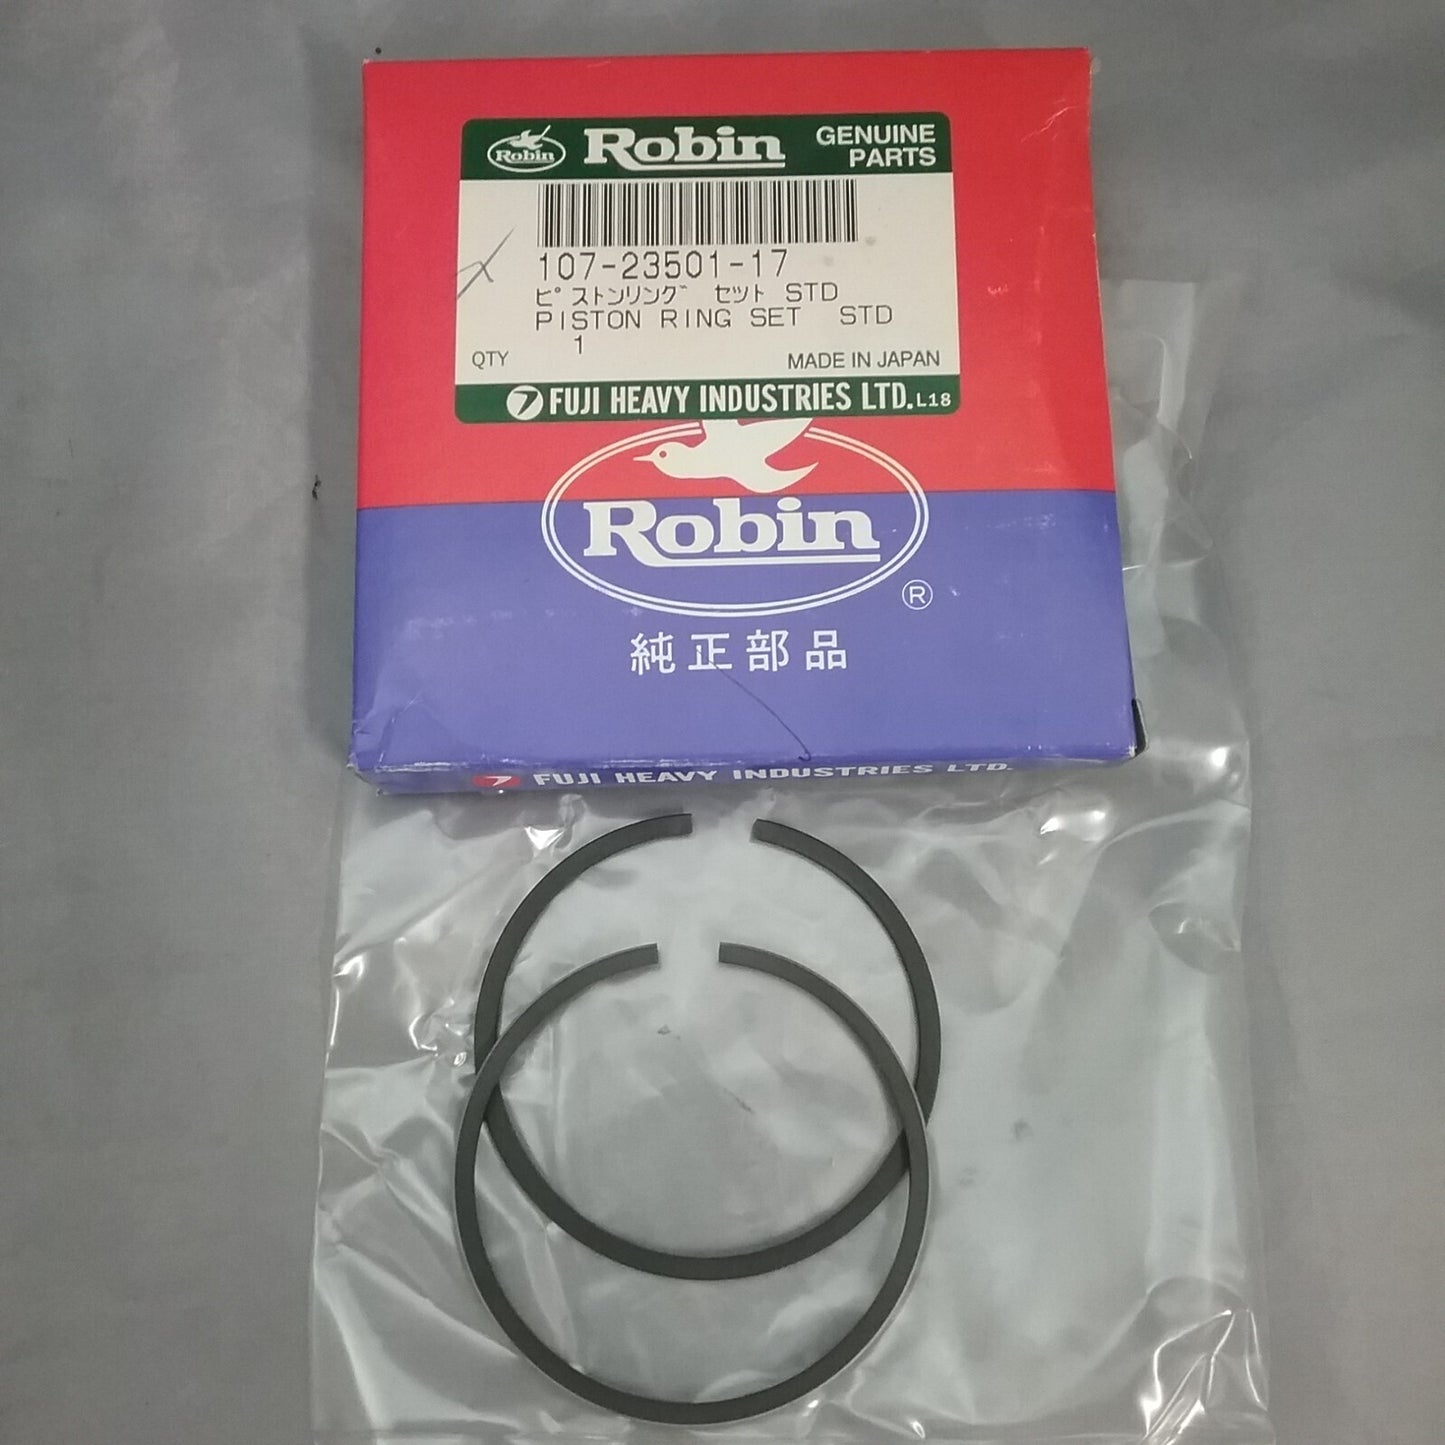 Robin Robin GENUINE
PARTS
107-23501-17
ピストンリング セット STD
PISTON RING SET STD
QTY 1 MADE IN JAPAN
FUJI HEAVY INDUSTRIES LTD. L18
Robin
®
純正部品
FUJI HEAVY INDUSTRIES LTD.